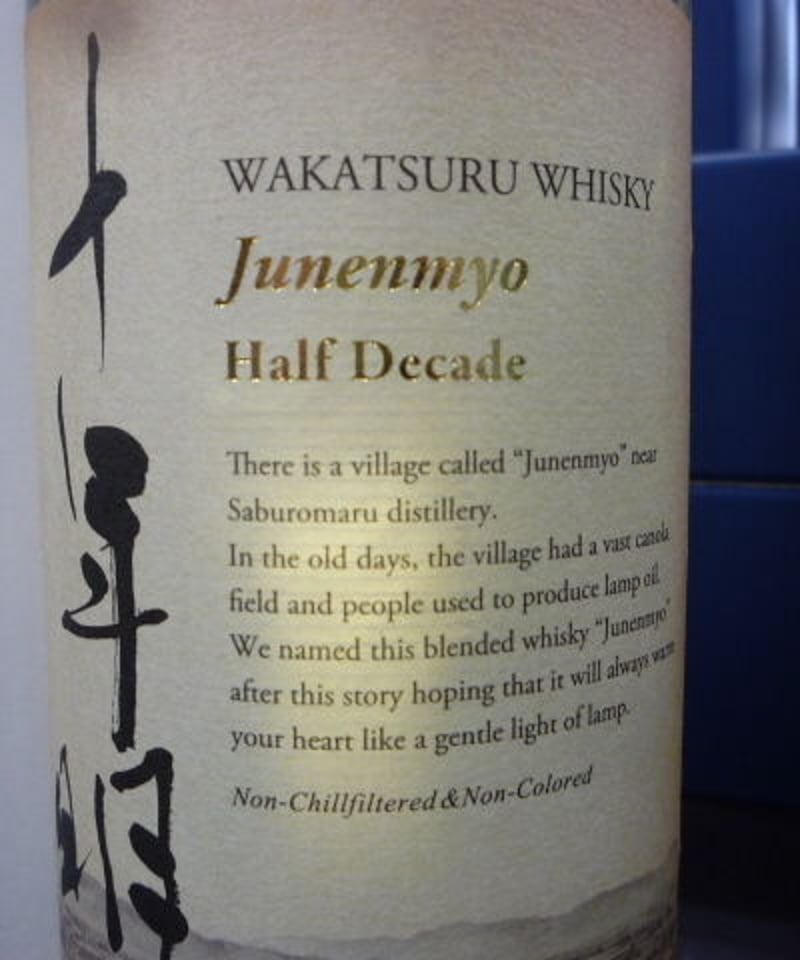 十年明
WAKATSURU WHISKY
Junenmyo
Half Decade
There is a village called “Junenmyo” near
Saburomaru distillery.
In the old days, the village had a vast canola
field and people used to produce lamp oil.
We named this blended whisky “Junenmyo”
after this story hoping that it will always warm
your heart like a gentle light of lamp.
Non-Chillfiltered & Non-Colored